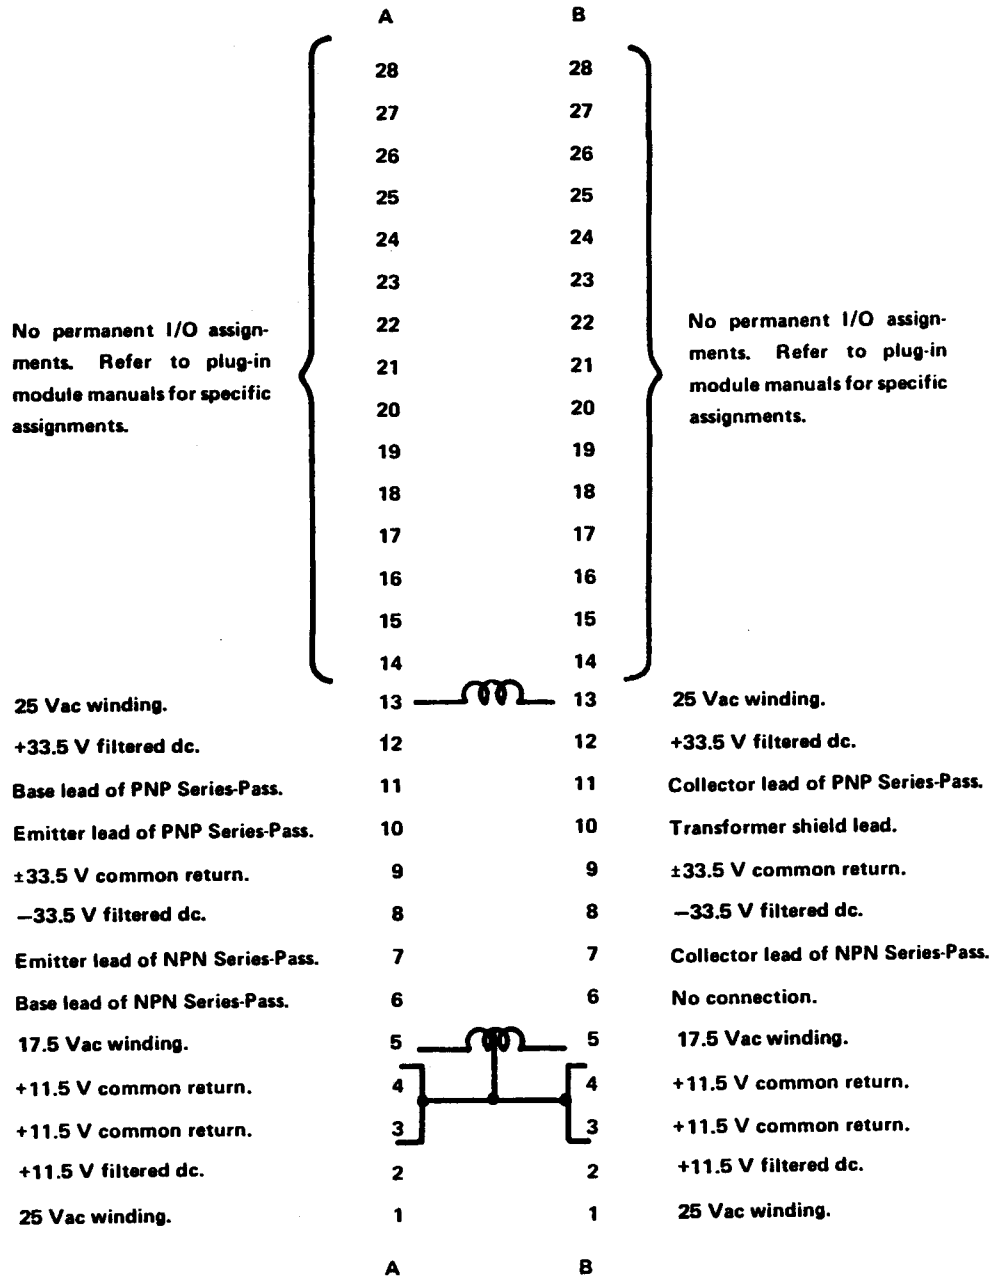 A B
28 28
27 27
26 26
25 25
24 24
23 23
No permanent I/O assign- 22 22 No permanent I/O assign-
ments. Refer to plug-in 21 21 ments. Refer to plug-in
module manuals for specific 20 20 module manuals for specific
assignments. assignments.
19 19
18 18
17 17
16 16
15 15
14 14
25 Vac winding. 13 13 25 Vac winding.
+33.5 V filtered dc. 12 12 +33.5 V filtered dc.
Base lead of PNP Series-Pass. 11 11 Collector lead of PNP Series-Pass.
Emitter lead of PNP Series-Pass. 10 10 Transformer shield lead.
±33.5 V common return. 9 9 ±33.5 V common return.
−33.5 V filtered dc. 8 8 −33.5 V filtered dc.
Emitter lead of NPN Series-Pass. 7 7 Collector lead of NPN Series-Pass.
Base lead of NPN Series-Pass. 6 6 No connection.
17.5 Vac winding. 5 5 17.5 Vac winding.
+11.5 V common return. 4 4 +11.5 V common return.
+11.5 V common return. 3 3 +11.5 V common return.
+11.5 V filtered dc. 2 2 +11.5 V filtered dc.
25 Vac winding. 1 1 25 Vac winding.
A B